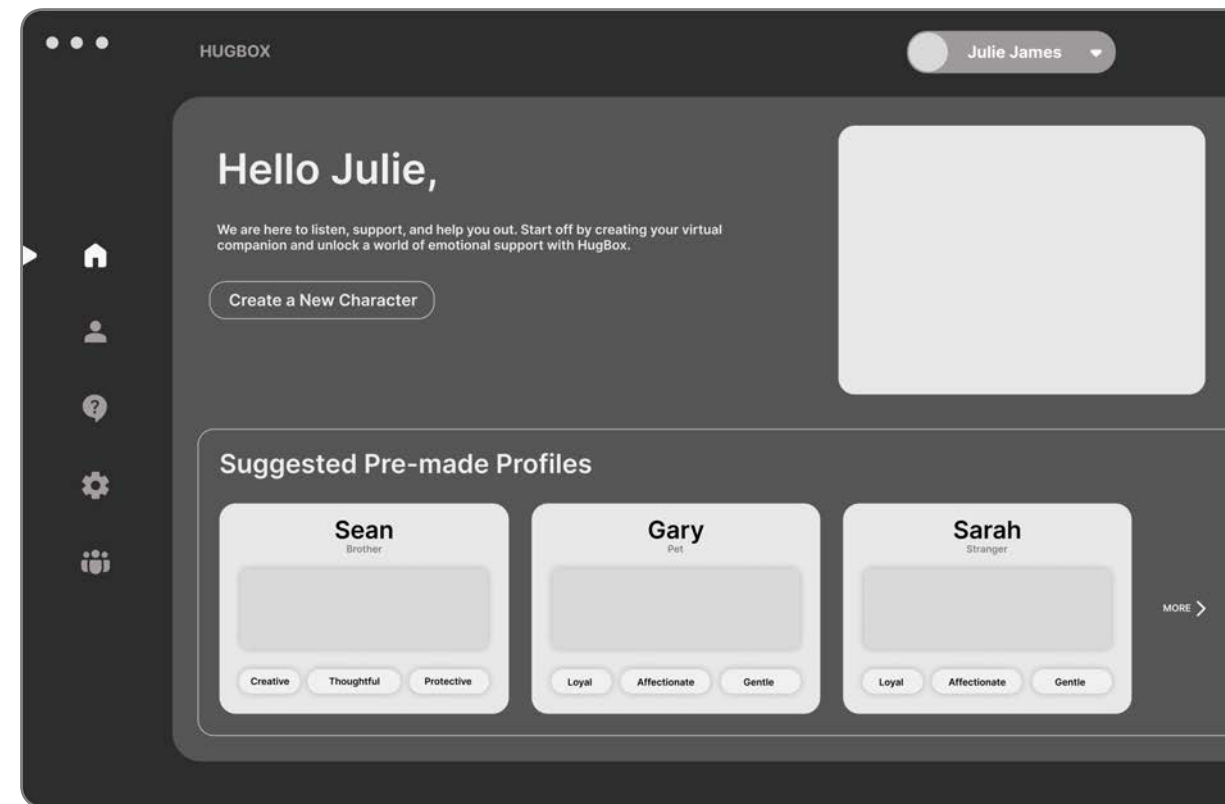 HUGBOX
Julie James
Hello Julie,
We are here to listen, support, and help you out. Start off by creating your virtual
companion and unlock a world of emotional support with HugBox.
Create a New Character
Suggested Pre-made Profiles
Sean
Brother
Creative
Thoughtful
Protective
Gary
Pet
Loyal
Affectionate
Gentle
Sarah
Stranger
Loyal
Affectionate
Gentle
MORE